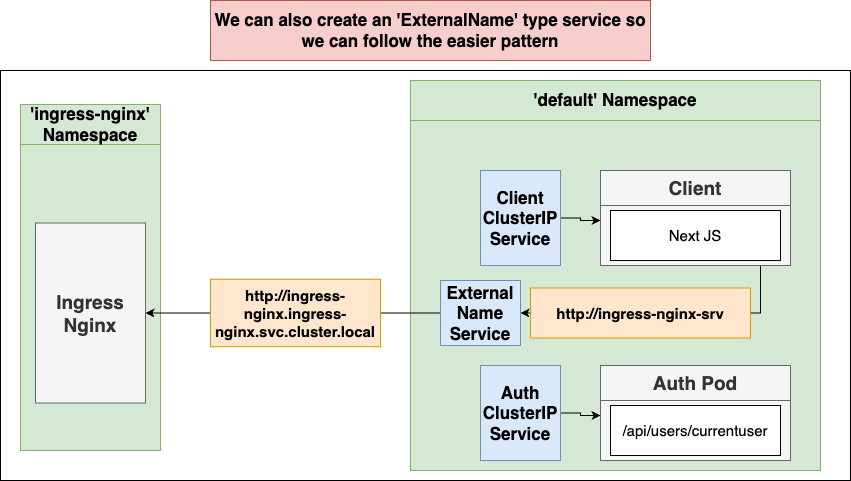 We can also create an 'ExternalName' type service so
we can follow the easier pattern
'ingress-nginx'
Namespace
Ingress
Nginx
http://ingress-
nginx.ingress-
nginx.svc.cluster.local
'default' Namespace
Client
ClusterIP
Service
Client
Next JS
External
Name
Service
http://ingress-nginx-srv
Auth
ClusterIP
Service
Auth Pod
/api/users/currentuser